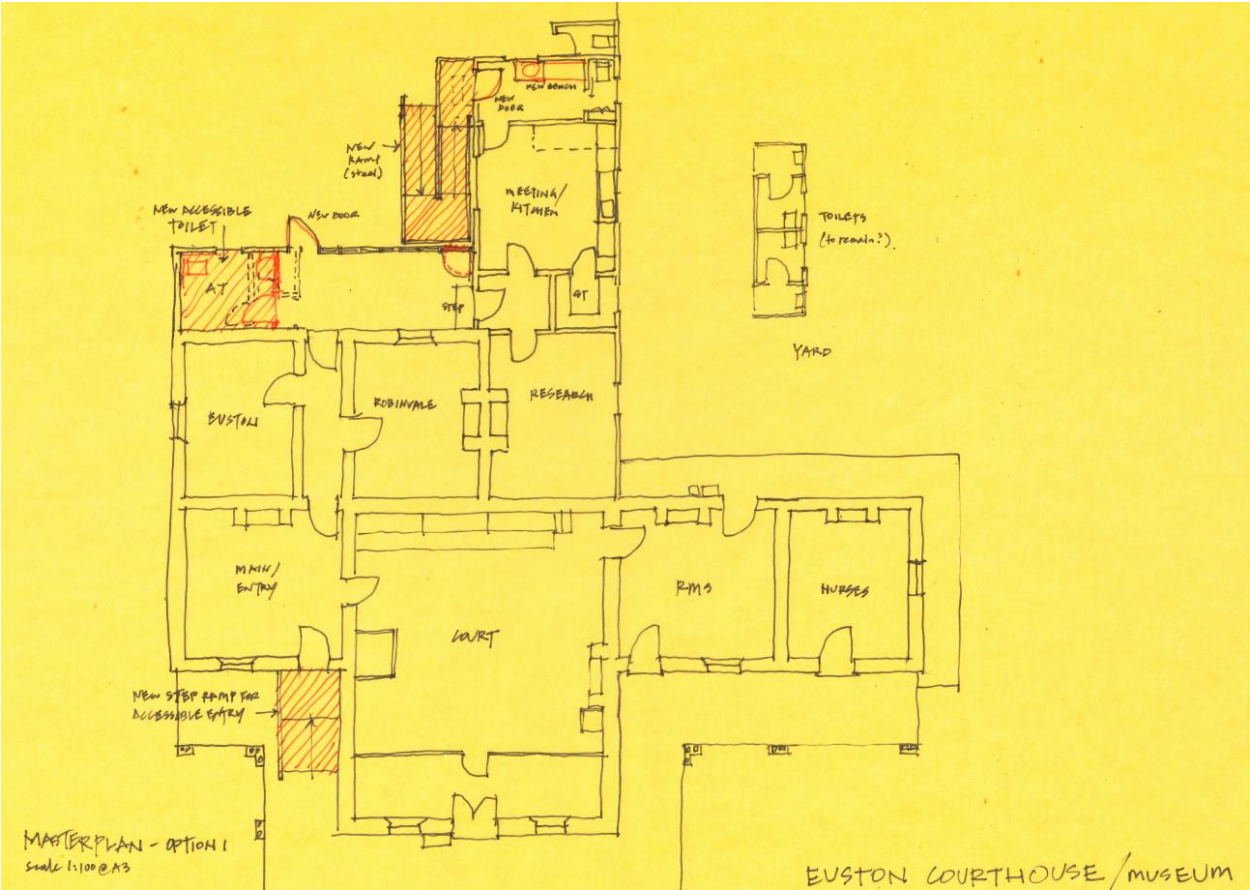 NEW BENCH
NEW
DOOR
NEW
RAMP
(steel)
MEETING/
KITCHEN
NEW ACCESSIBLE
TOILET
NEW DOOR
TOILETS
(to remain?).
AT
ST
STEP
YARD
EUSTON
ROBINVALE
RESEARCH
MAIN/
ENTRY
COURT
RMS
NURSES
NEW STEP RAMP FOR
ACCESSIBLE ENTRY
MASTERPLAN - OPTION 1
scale 1:100@A3
EUSTON COURTHOUSE/MUSEUM